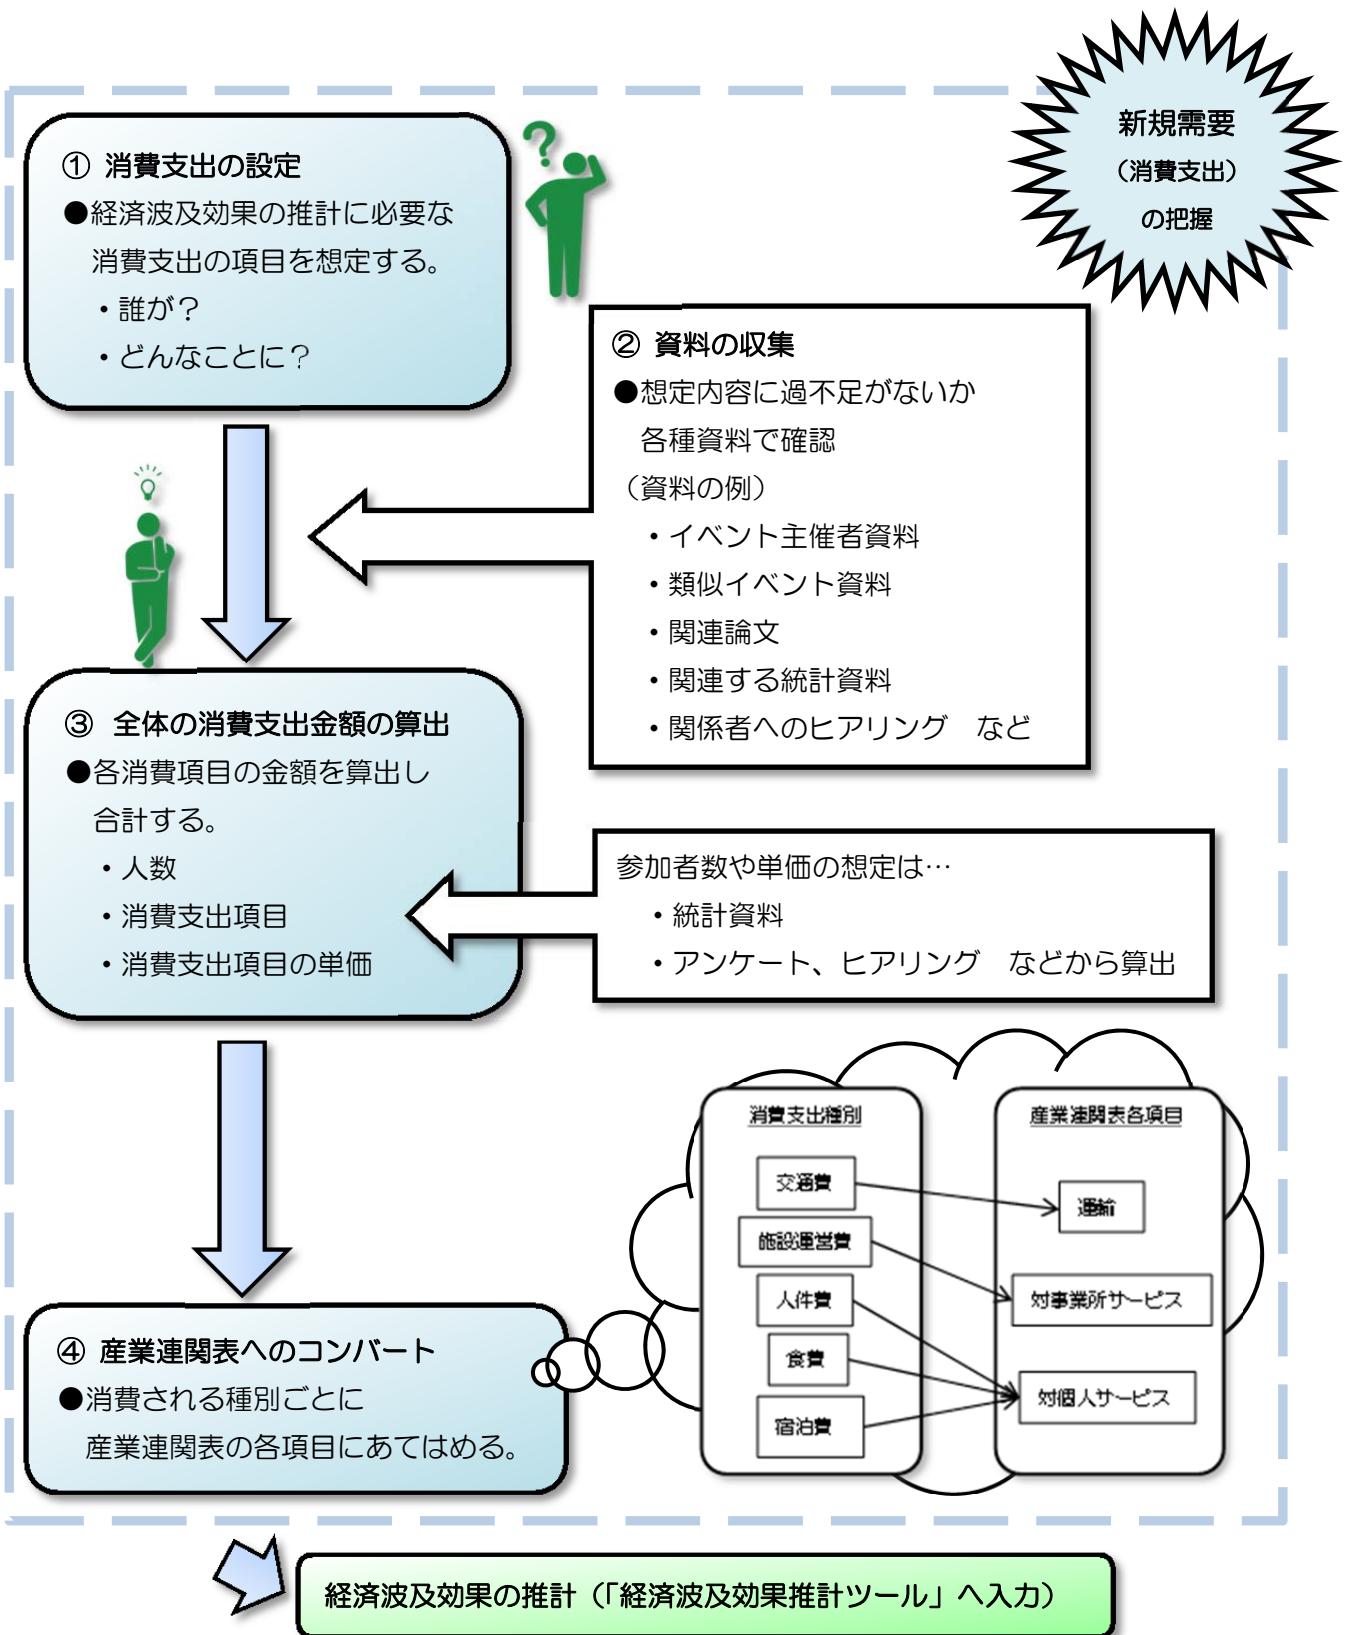 新規需要
(消費支出)
の把握
① 消費支出の設定
●経済波及効果の推計に必要な
消費支出の項目を想定する。
・誰が?
・どんなことに?
② 資料の収集
●想定内容に過不足がないか
各種資料で確認
(資料の例)
・イベント主催者資料
・類似イベント資料
・関連論文
・関連する統計資料
・関係者へのヒアリング など
③ 全体の消費支出金額の算出
●各消費項目の金額を算出し
合計する。
・人数
・消費支出項目
・消費支出項目の単価
参加者数や単価の想定は…
・統計資料
・アンケート、ヒアリング などから算出
④ 産業連関表へのコンバート
●消費される種別ごとに
産業連関表の各項目にあてはめる。
消費支出種別
交通費
施設運営費
人件費
食費
宿泊費
産業連関表各項目
運輸
対事業所サービス
対個人サービス
経済波及効果の推計(「経済波及効果推計ツール」へ入力)